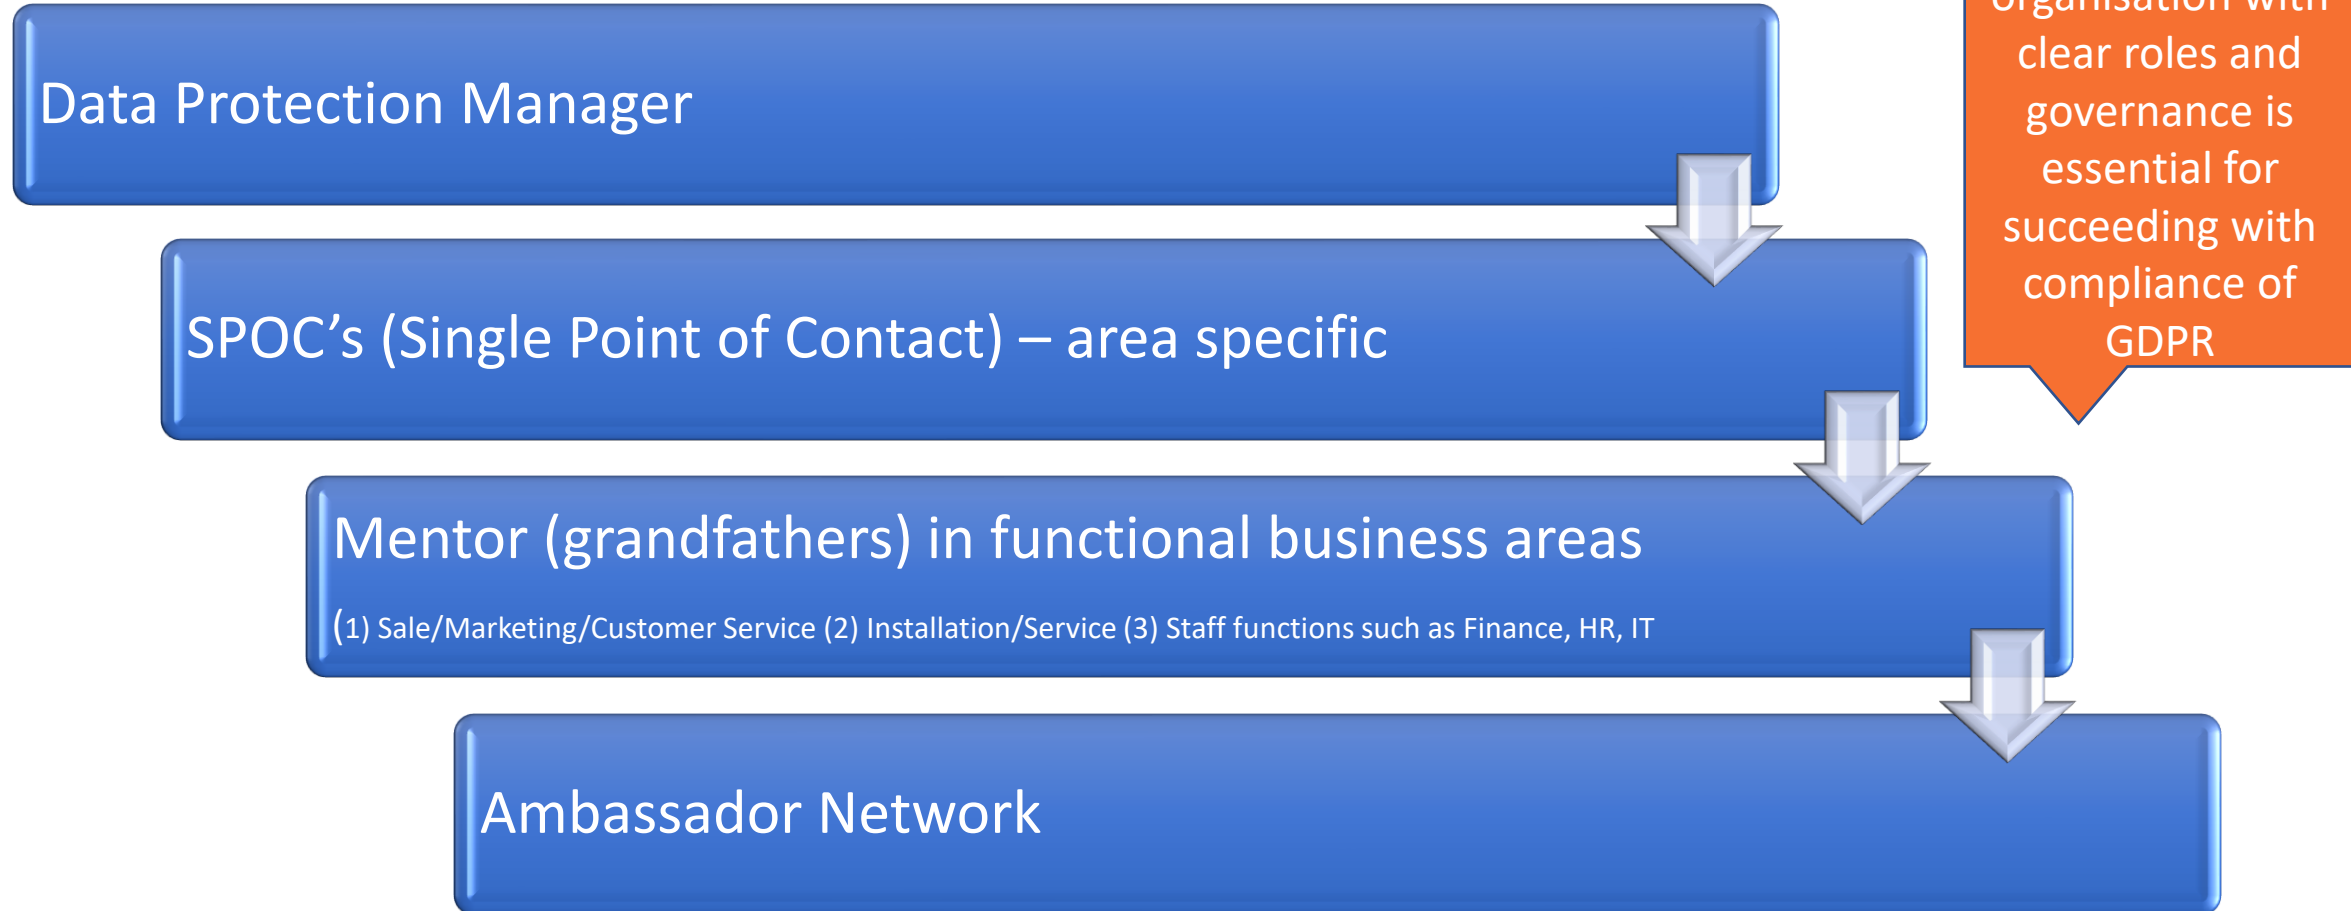 Data Protection Manager
SPOC’s (Single Point of Contact) – area specific
Mentor (grandfathers) in functional business areas
(1) Sale/Marketing/Customer Service (2) Installation/Service (3) Staff functions such as Finance, HR, IT
Ambassador Network
organisation with
clear roles and
governance is
essential for
succeeding with
compliance of
GDPR